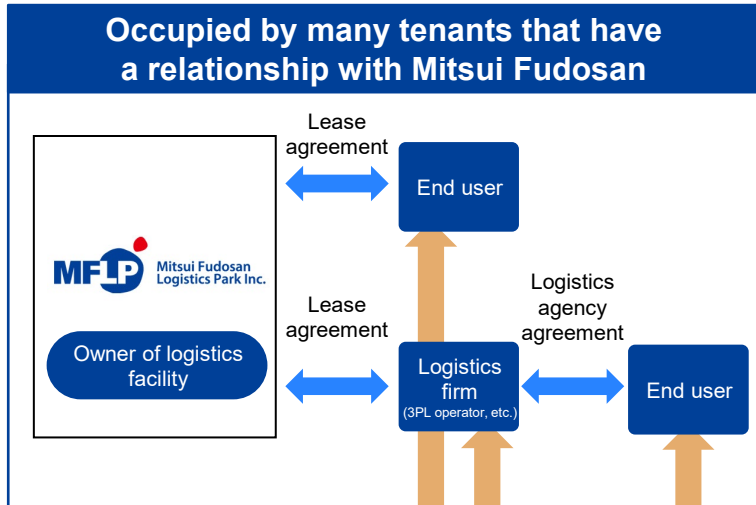 Occupied by many tenants that have
a relationship with Mitsui Fudosan
Lease
agreement
End user
MFLP
Mitsui Fudosan
Logistics Park Inc.
Owner of logistics
facility
Lease
agreement
Logistics
firm
(3PL operator, etc.)
Logistics
agency
agreement
End user